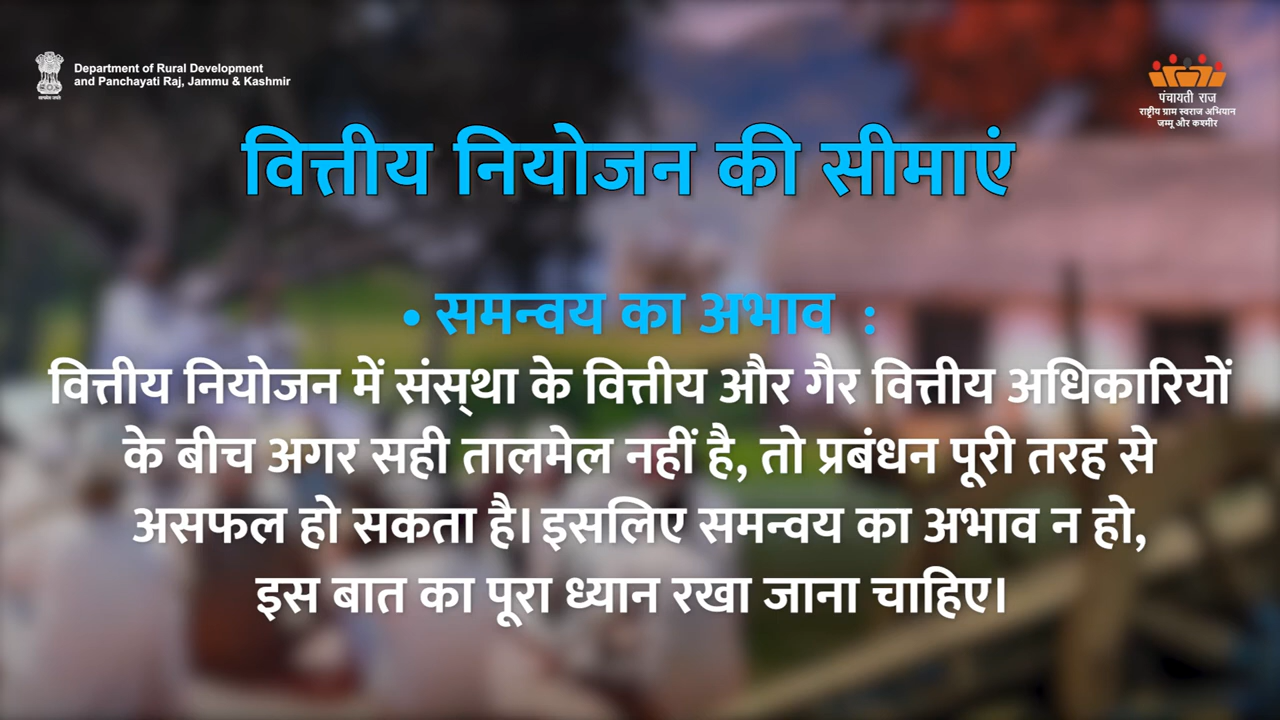 Department of Rural Development
and Panchayati Raj, Jammu & Kashmir
पंचायती राज
राष्ट्रीय ग्राम स्वराज अभियान
जम्मू और कश्मीर
वित्तीय नियोजन की सीमाएं
• समन्वय का अभाव :
वित्तीय नियोजन में संस्‌था के वित्तीय और गैर वित्तीय अधिकारियों
के बीच अगर सही तालमेल नहीं है, तो प्रबंधन पूरी तरह से
असफल हो सकता है। इसलिए समन्वय का अभाव न हो,
इस बात का पूरा ध्यान रखा जाना चाहिए।